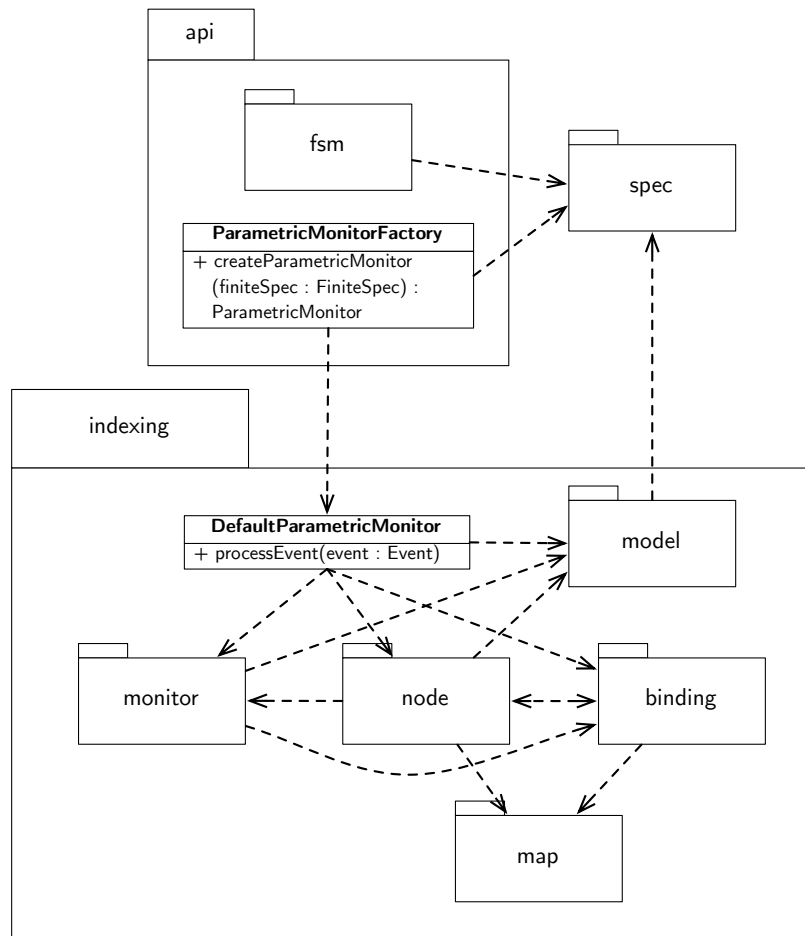 api
fsm
spec
ParametricMonitorFactory
+ createParametricMonitor
(finiteSpec : FiniteSpec) :
ParametricMonitor
indexing
DefaultParametricMonitor
+ processEvent(event : Event)
model
monitor
node
binding
map